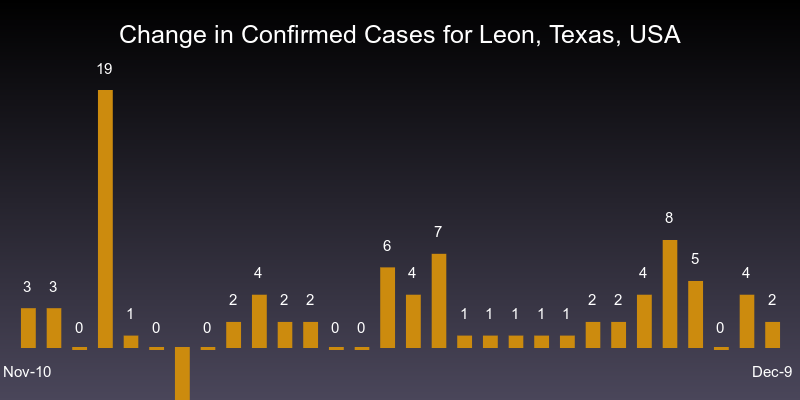 Change in Confirmed Cases for Leon, Texas, USA
19
3 3 0 1 0 0 2 4 2 2 0 0 6 4 7 1 1 1 1 1 2 2 4 8 5 0 4 2
Nov-10 Dec-9